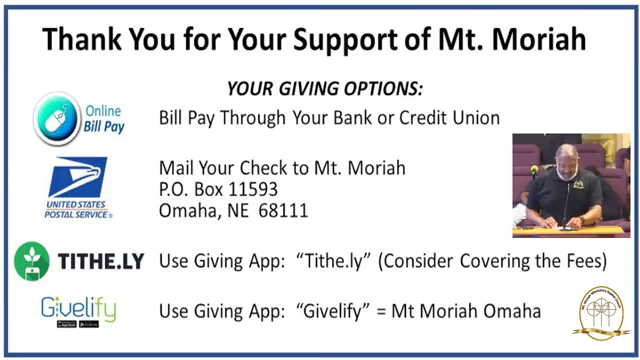 Thank You for Your Support of Mt. Moriah
YOUR GIVING OPTIONS:
Online
Bill Pay
Bill Pay Through Your Bank or Credit Union
UNITED STATES
POSTAL SERVICE®
Mail Your Check to Mt. Moriah
P.O. Box 11593
Omaha, NE 68111
TITHE.LY
Use Giving App: “Tithe.ly” (Consider Covering the Fees)
Givelify
Use Giving App: “Givelify” = Mt Moriah Omaha